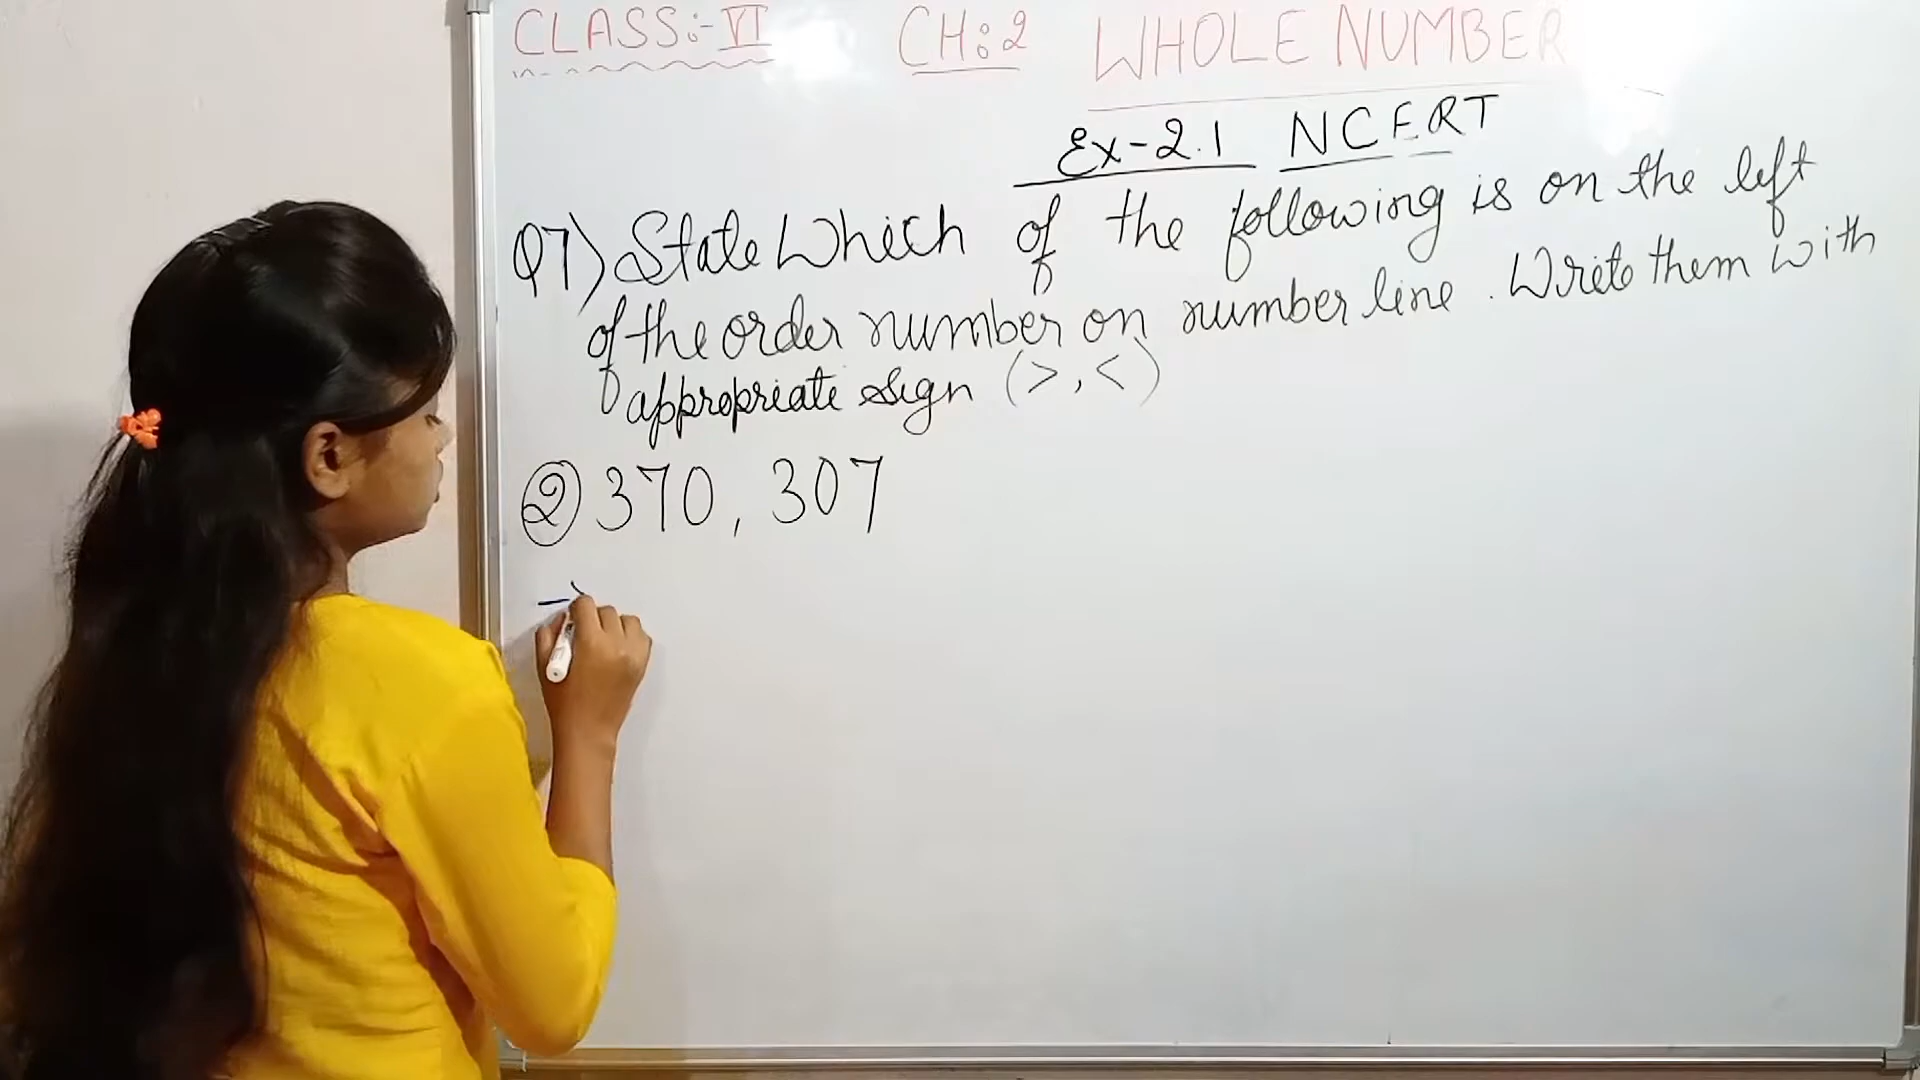 CLASS:- VI CH:2 WHOLE NUMBER
Ex-2.1 NCERT
Q7) State Which of the following is on the left
of the order number on number line. Write them with
appropriate sign (>, <)
② 370, 307
→